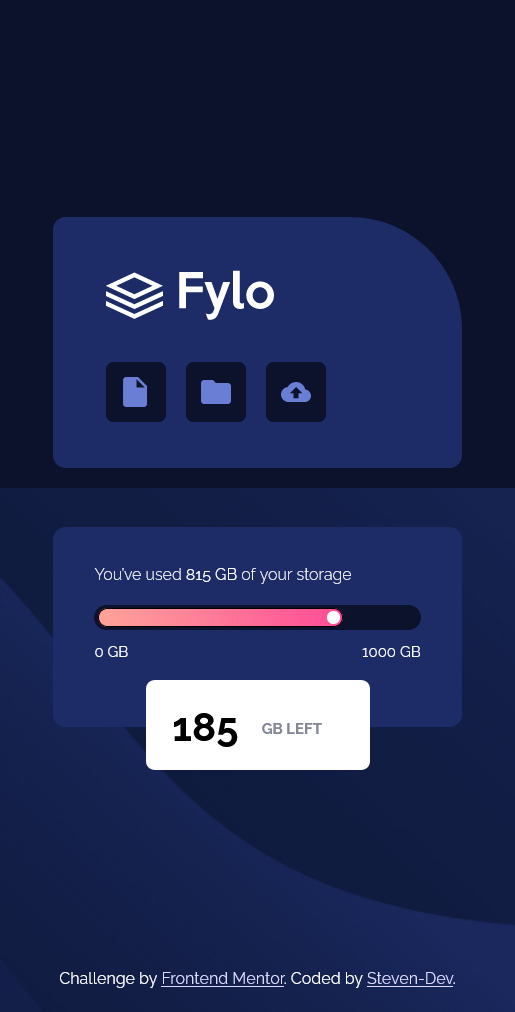 Fylo
You've used 815 GB of your storage
0 GB
1000 GB
185 GB LEFT
Challenge by Frontend Mentor. Coded by Steven-Dev.